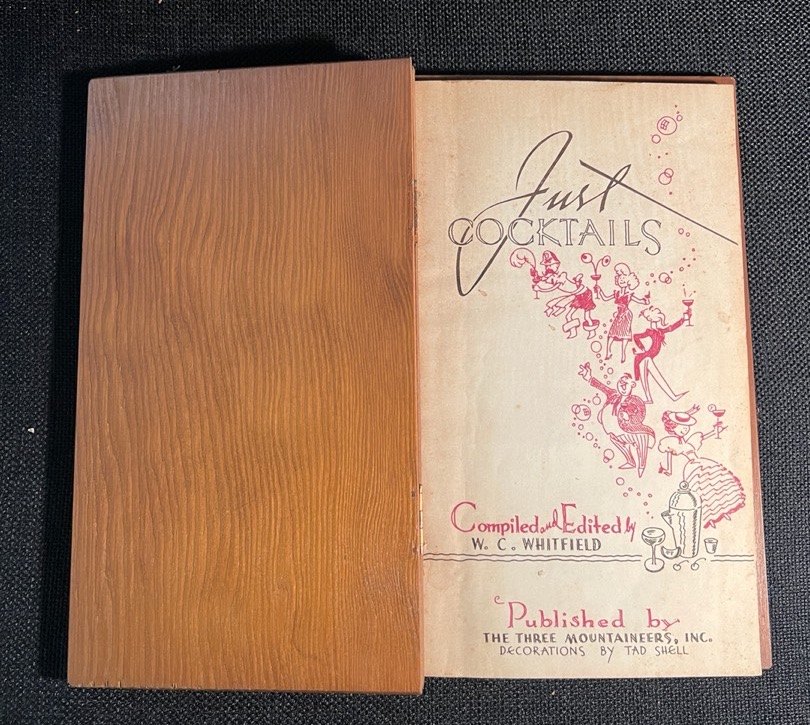 Just
COCKTAILS
Compiled and Edited by
W. C. WHITFIELD
Published by
THE THREE MOUNTAINEERS, INC.
DECORATIONS BY TAD SHELL